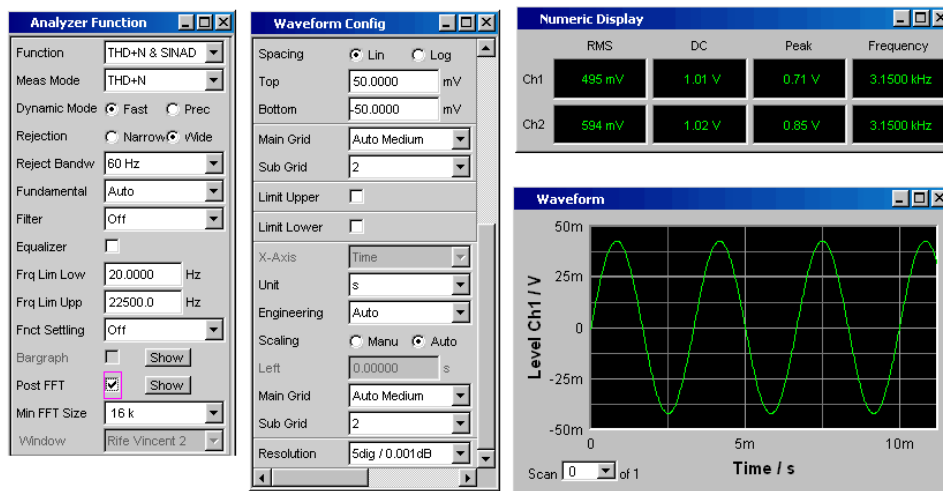 Analyzer Function
Function THD+N & SINAD
Meas Mode THD+N
Dynamic Mode Fast Prec
Rejection Narrow Wide
Reject Bandw 60 Hz
Fundamental Auto
Filter Off
Equalizer
Frq Lim Low 20.0000 Hz
Frq Lim Upp 22500.0 Hz
Fnct Settling Off
Bargraph Show
Post FFT Show
Min FFT Size 16 k
Window Rife Vincent 2
Waveform Config
Spacing Lin Log
Top 50.0000 mV
Bottom -50.0000 mV
Main Grid Auto Medium
Sub Grid 2
Limit Upper
Limit Lower
X-Axis Time
Unit s
Engineering Auto
Scaling Manu Auto
Left 0.00000 s
Main Grid Auto Medium
Sub Grid 2
Resolution 5dig / 0.001dB
Numeric Display
RMS DC Peak Frequency
Ch1 495 mV 1.01 V 0.71 V 3.1500 kHz
Ch2 594 mV 1.02 V 0.85 V 3.1500 kHz
Waveform
Level Ch1 / V
50m
25m
0
-25m
-50m
0 5m 10m
Time / s
Scan 0 of 1